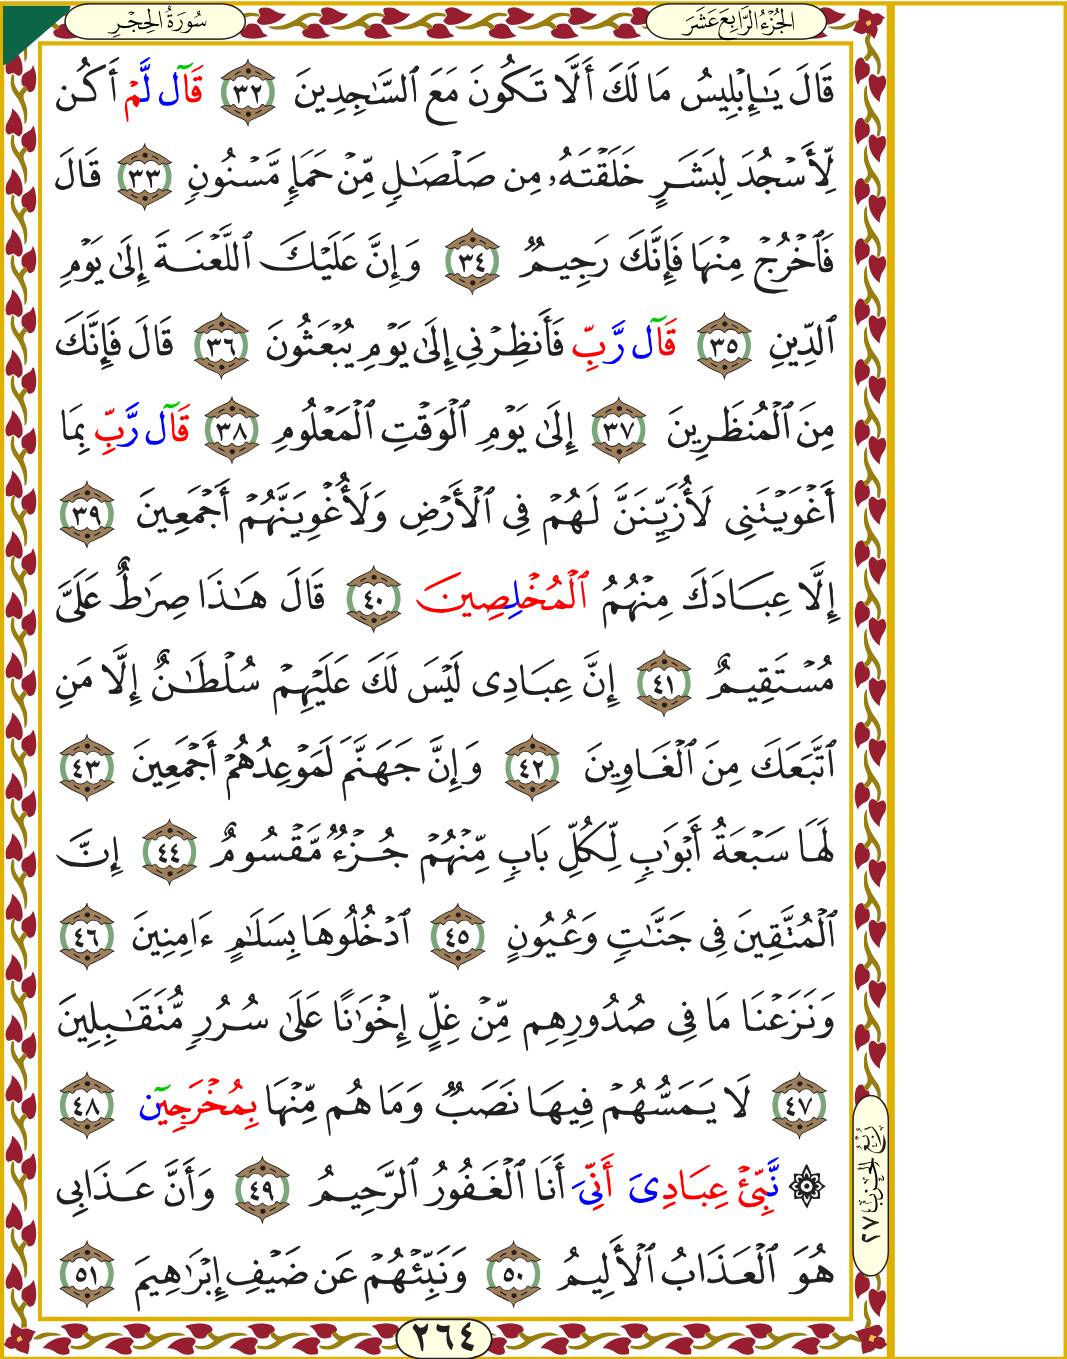 سُورَةُ الحِجْرِ
الجُزْءُ الرَّابِعَ عَشَرَ
قَالَ يَـٰٓإِبْلِيسُ مَا لَكَ أَلَّا تَكُونَ مَعَ ٱلسَّـٰجِدِينَ ٣٢ قَآل لَّمْ أَكُن
لِّأَسْجُدَ لِبَشَرٍ خَلَقْتَهُۥ مِن صَلْصَـٰلٍ مِّنْ حَمَإٍ مَّسْنُونٍ ٣٣ قَالَ
فَٱخْرُجْ مِنْهَا فَإِنَّكَ رَجِيمٌ ٣٤ وَإِنَّ عَلَيْكَ ٱللَّعْنَةَ إِلَىٰ يَوْمِ
ٱلدِّينِ ٣٥ قَآل رَّبِّ فَأَنظِرْنِى إِلَىٰ يَوْمِ يُبْعَثُونَ ٣٦ قَالَ فَإِنَّكَ
مِنَ ٱلْمُنظَرِينَ ٣٧ إِلَىٰ يَوْمِ ٱلْوَقْتِ ٱلْمَعْلُومِ ٣٨ قَآل رَّبِّ بِمَا
أَغْوَيْتَنِى لَأُزَيِّنَنَّ لَهُمْ فِى ٱلْأَرْضِ وَلَأُغْوِيَنَّهُمْ أَجْمَعِينَ ٣٩
إِلَّا عِبَادَكَ مِنْهُمُ ٱلْمُخْلِصِينَ ٤٠ قَالَ هَـٰذَا صِرَٰطٌ عَلَىَّ
مُسْتَقِيمٌ ٤١ إِنَّ عِبَادِى لَيْسَ لَكَ عَلَيْهِمْ سُلْطَـٰنٌ إِلَّا مَنِ
ٱتَّبَعَكَ مِنَ ٱلْغَاوِينَ ٤٢ وَإِنَّ جَهَنَّمَ لَمَوْعِدُهُمْ أَجْمَعِينَ ٤٣
لَهَا سَبْعَةُ أَبْوَٰبٍ لِّكُلِّ بَابٍ مِّنْهُمْ جُزْءٌ مَّقْسُومٌ ٤٤ إِنَّ
ٱلْمُتَّقِينَ فِى جَنَّـٰتٍ وَعُيُونٍ ٤٥ ٱدْخُلُوهَا بِسَلَـٰمٍ ءَامِنِينَ ٤٦
وَنَزَعْنَا مَا فِى صُدُورِهِم مِّنْ غِلٍّ إِخْوَٰنًا عَلَىٰ سُرُرٍ مُّتَقَـٰبِلِينَ
٤٧ لَا يَمَسُّهُمْ فِيهَا نَصَبٌ وَمَا هُم مِّنْهَا بِمُخْرَجِيٓن ٤٨
۞ نَّبِّئْ عِبَادِىَ أَنِّىَ أَنَا ٱلْغَفُورُ ٱلرَّحِيمُ ٤٩ وَأَنَّ عَذَابِى
هُوَ ٱلْعَذَابُ ٱلْأَلِيمُ ٥٠ وَنَبِّئْهُمْ عَن ضَيْفِ إِبْرَٰهِيمَ ٥١
رُبْعُ الحِزْبِ ٢٧
٢٦٤